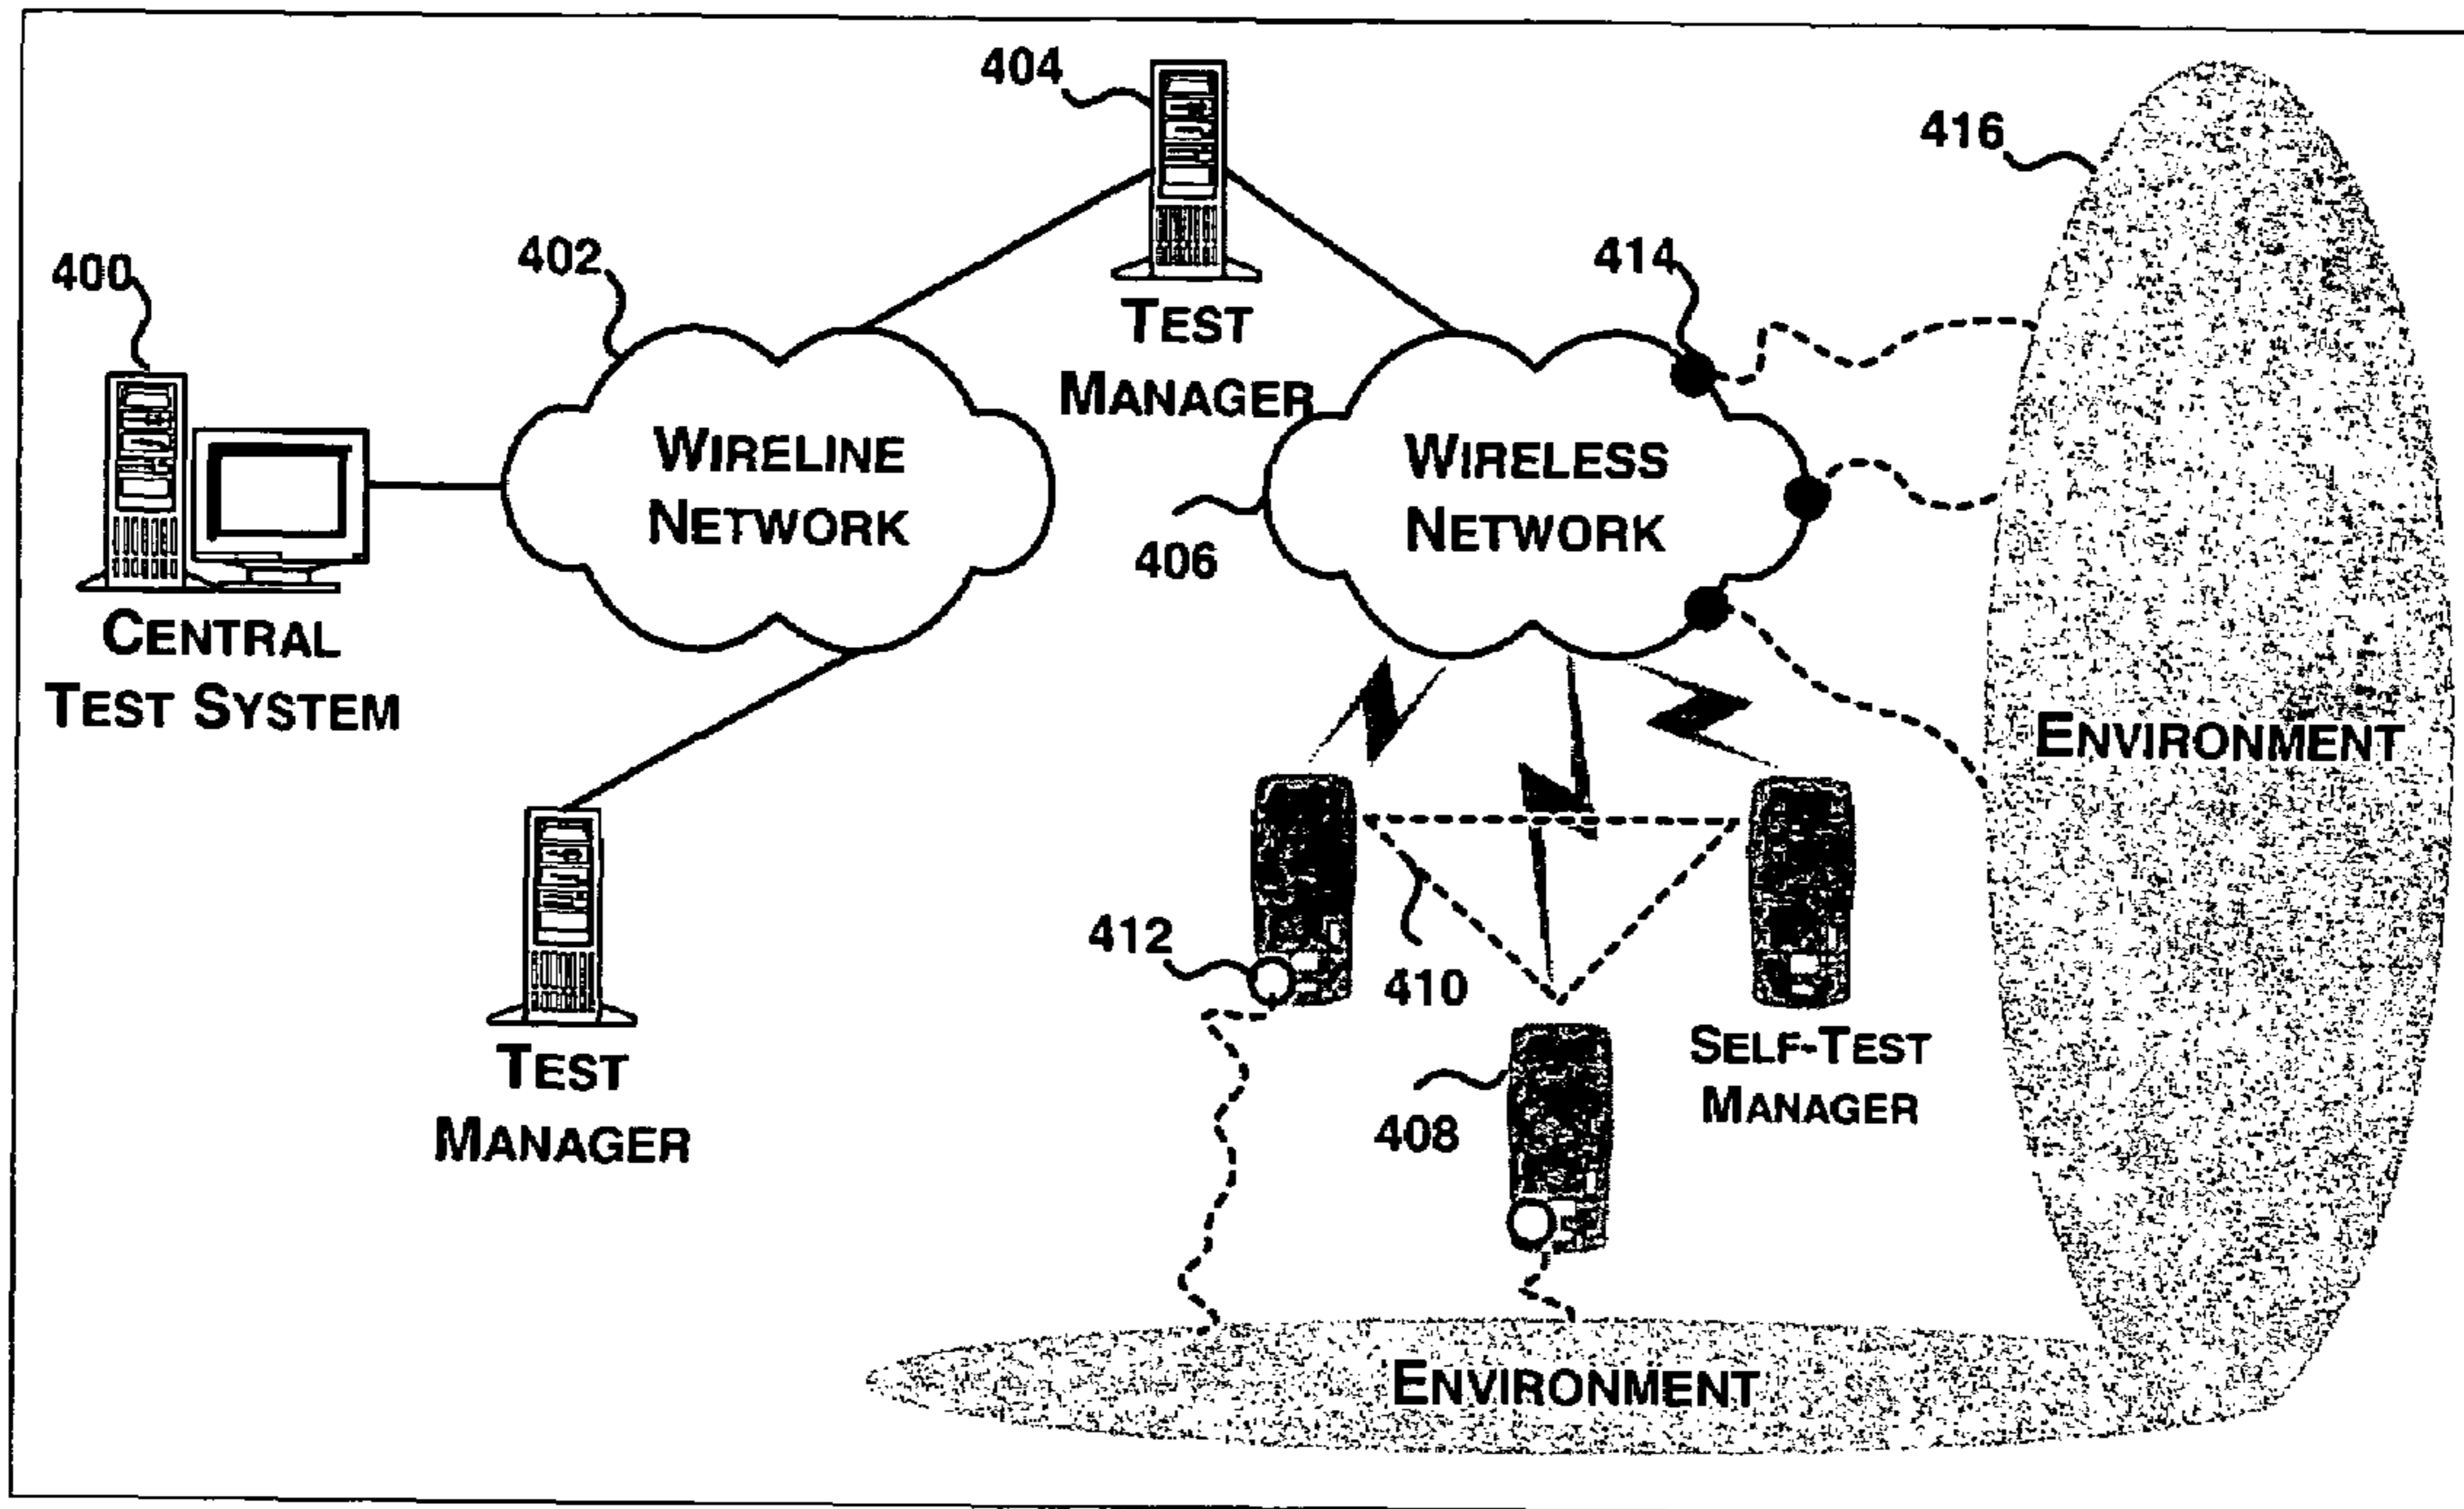 404
416
400
402
414
TEST
MANAGER
WIRELINE
NETWORK
WIRELESS
NETWORK
406
CENTRAL
TEST SYSTEM
ENVIRONMENT
412
410
SELF-TEST
MANAGER
408
TEST
MANAGER
ENVIRONMENT